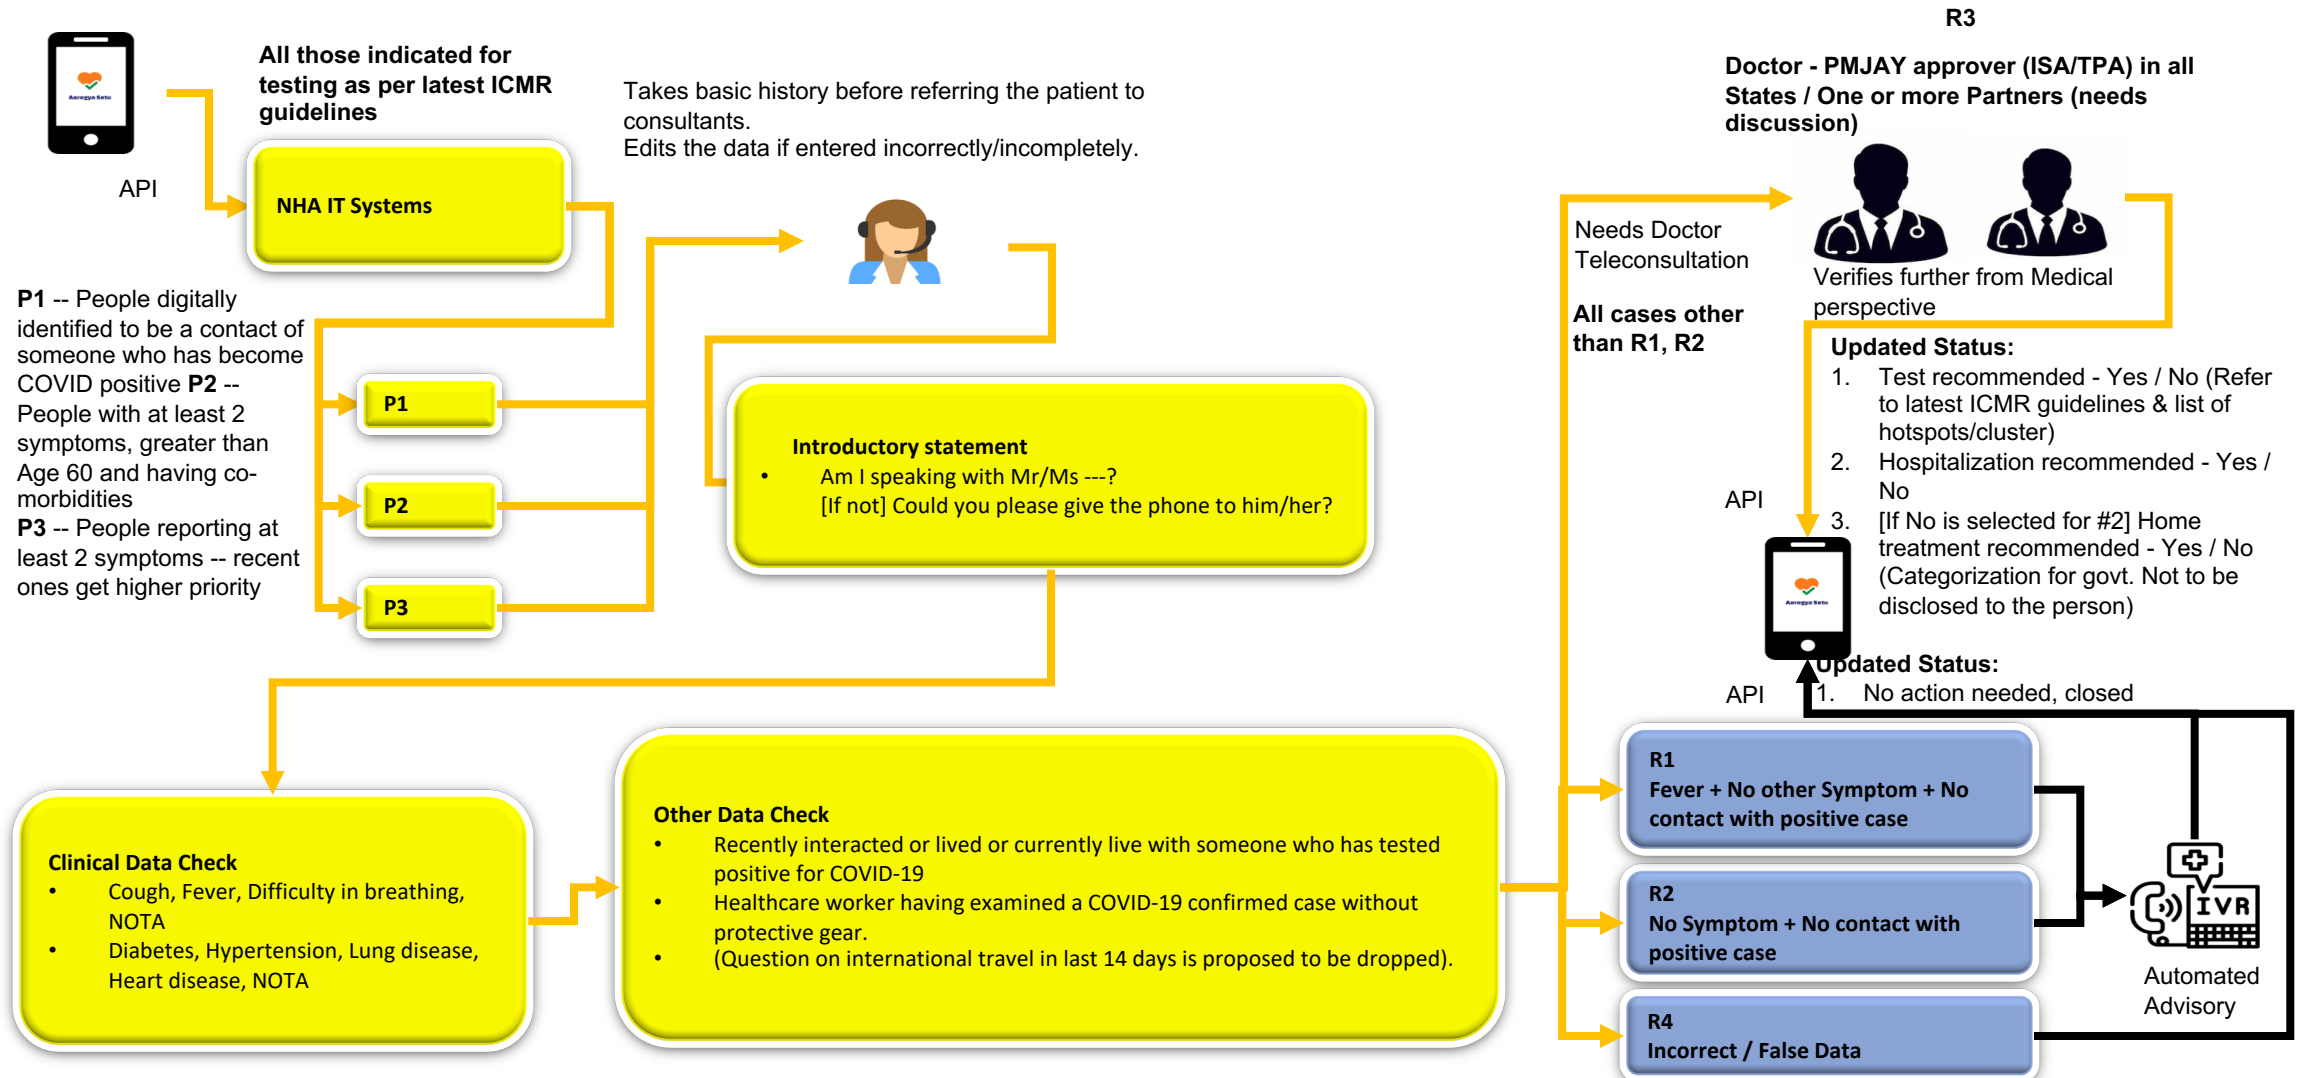 Aarogya Setu
API
All those indicated for
testing as per latest ICMR
guidelines
NHA IT Systems
P1 -- People digitally
identified to be a contact of
someone who has become
COVID positive P2 --
People with at least 2
symptoms, greater than
Age 60 and having co-
morbidities
P3 -- People reporting at
least 2 symptoms -- recent
ones get higher priority
P1
P2
P3
Takes basic history before referring the patient to
consultants.
Edits the data if entered incorrectly/incompletely.
Introductory statement
• Am I speaking with Mr/Ms ---?
[If not] Could you please give the phone to him/her?
Clinical Data Check
• Cough, Fever, Difficulty in breathing,
NOTA
• Diabetes, Hypertension, Lung disease,
Heart disease, NOTA
Other Data Check
• Recently interacted or lived or currently live with someone who has tested
positive for COVID-19
• Healthcare worker having examined a COVID-19 confirmed case without
protective gear.
• (Question on international travel in last 14 days is proposed to be dropped).
R3
Doctor - PMJAY approver (ISA/TPA) in all
States / One or more Partners (needs
discussion)
Needs Doctor
Teleconsultation
All cases other
than R1, R2
Verifies further from Medical
perspective
Updated Status:
1. Test recommended - Yes / No (Refer
to latest ICMR guidelines & list of
hotspots/cluster)
2. Hospitalization recommended - Yes /
No
3. [If No is selected for #2] Home
treatment recommended - Yes / No
(Categorization for govt. Not to be
disclosed to the person)
API
Aarogya Setu
Updated Status:
1. No action needed, closed
API
R1
Fever + No other Symptom + No
contact with positive case
R2
No Symptom + No contact with
positive case
R4
Incorrect / False Data
IVR
Automated
Advisory